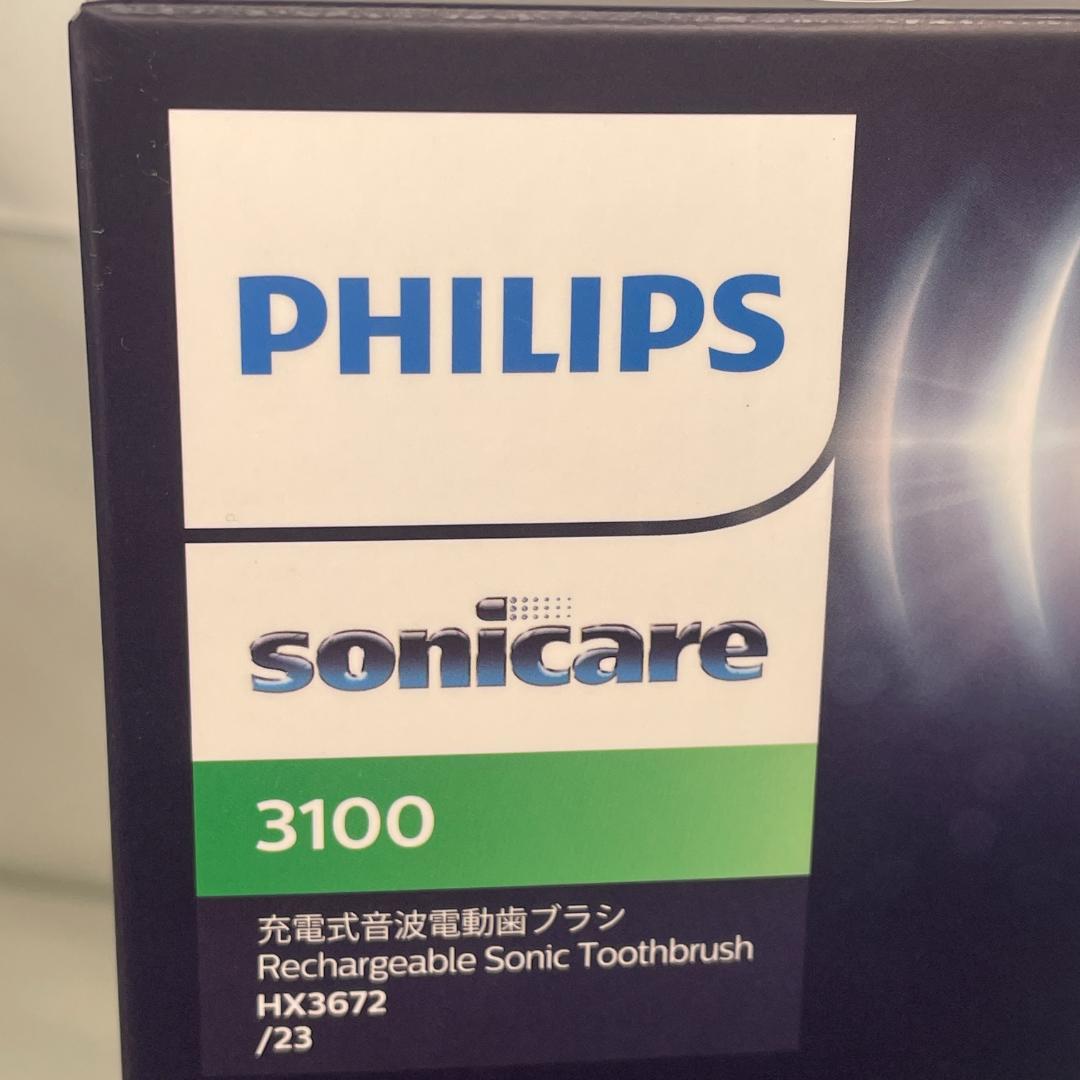 PHILIPS
sonicare
3100
充電式音波電動歯ブラシ
Rechargeable Sonic Toothbrush
HX3672
/23